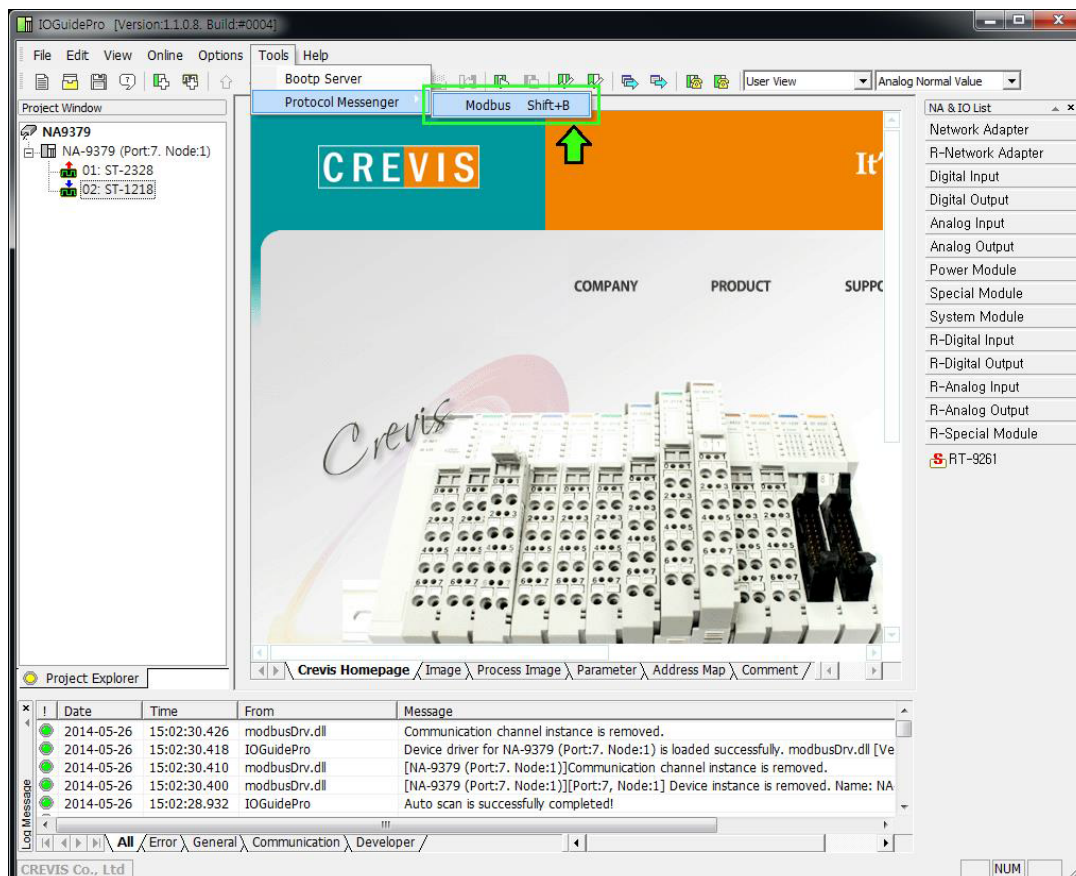 IOGuidePro [Version:1.1.0.8. Build:#0004]
File Edit View Online Options Tools Help
Bootp Server
Protocol Messenger
Modbus Shift+B
User View
Analog Normal Value
Project Window
NA9379
NA-9379 (Port:7. Node:1)
01: ST-2328
02: ST-1218
Project Explorer
CREVIS
It'
COMPANY PRODUCT SUPPC
Crevis
Crevis Homepage Image Process Image Parameter Address Map Comment
NA & IO List
Network Adapter
R-Network Adapter
Digital Input
Digital Output
Analog Input
Analog Output
Power Module
Special Module
System Module
R-Digital Input
R-Digital Output
R-Analog Input
R-Analog Output
R-Special Module
RT-9261
! Date Time From Message
2014-05-26 15:02:30.426 modbusDrv.dll Communication channel instance is removed.
2014-05-26 15:02:30.418 IOGuidePro Device driver for NA-9379 (Port:7. Node:1) is loaded successfully. modbusDrv.dll [Ve
2014-05-26 15:02:30.410 modbusDrv.dll [NA-9379 (Port:7. Node:1)]Communication channel instance is removed.
2014-05-26 15:02:30.400 modbusDrv.dll [NA-9379 (Port:7. Node:1)][Port:7, Node:1] Device instance is removed. Name: NA
2014-05-26 15:02:28.932 IOGuidePro Auto scan is successfully completed!
Log Message
All Error General Communication Developer
CREVIS Co., Ltd
NUM